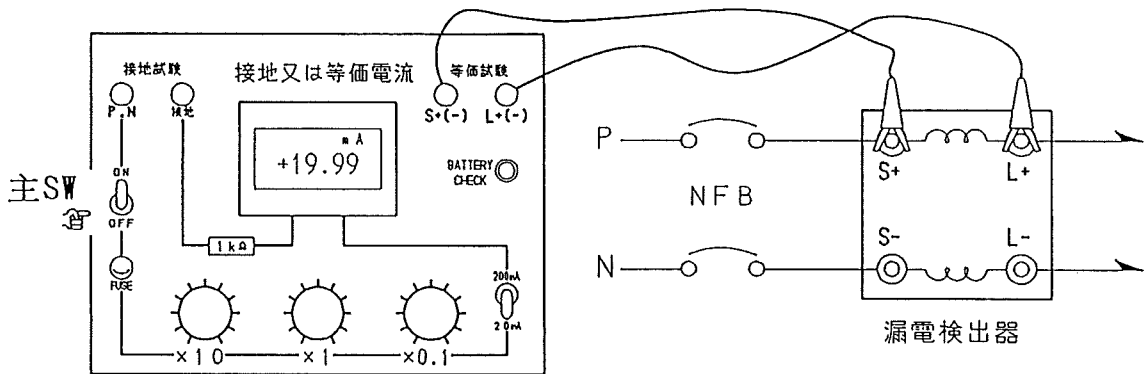 接地試験
接地又は等価電流
等価試験
P.N
接地
S+(-)
L+(-)
mA
+19.99
BATTERY
CHECK
主SW
ON
OFF
1kΩ
FUSE
200mA
20mA
×10
×1
×0.1
P
NFB
N
S+
L+
S-
L-
漏電検出器